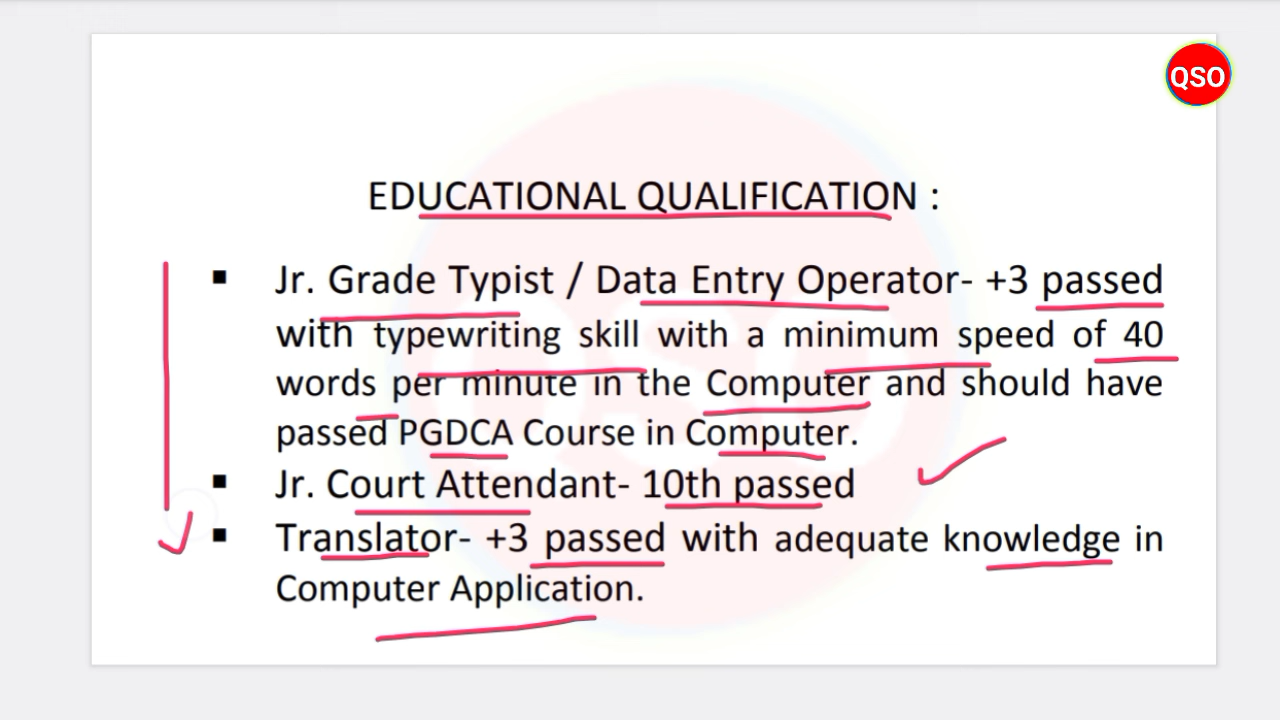 QSO
EDUCATIONAL QUALIFICATION :
▪ Jr. Grade Typist / Data Entry Operator- +3 passed
with typewriting skill with a minimum speed of 40
words per minute in the Computer and should have
passed PGDCA Course in Computer.
▪ Jr. Court Attendant- 10th passed
▪ Translator- +3 passed with adequate knowledge in
Computer Application.